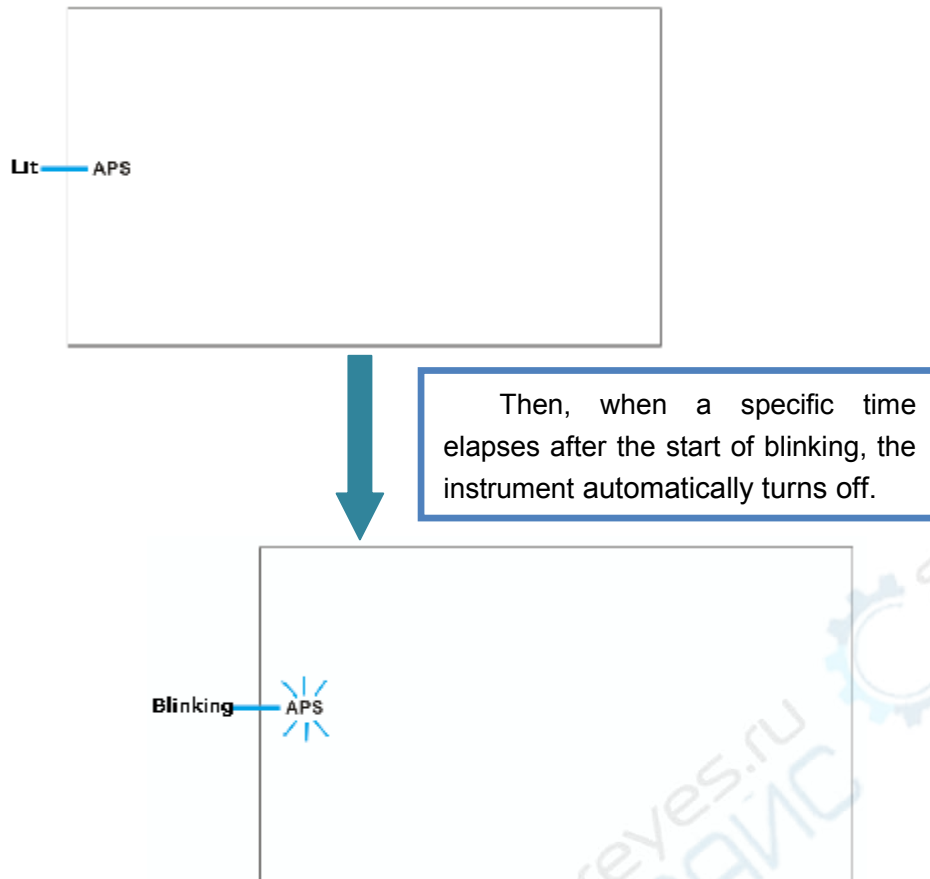 Lit APS
Then, when a specific time
elapses after the start of blinking, the
instrument automatically turns off.
Blinking APS